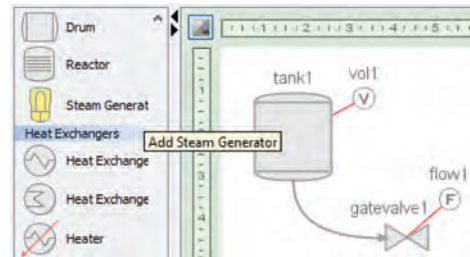 Drum
Reactor
Steam Generat
Heat Exchangers
Heat Exchange
Heat Exchange
Heater
Add Steam Generator
1 2 3 4 5
1
3
4
tank1
vol1
V
flow1
F
gatevalve1